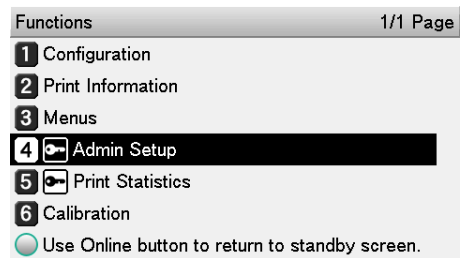 Functions 1/1 Page
1 Configuration
2 Print Information
3 Menus
4 Admin Setup
5 Print Statistics
6 Calibration
Use Online button to return to standby screen.